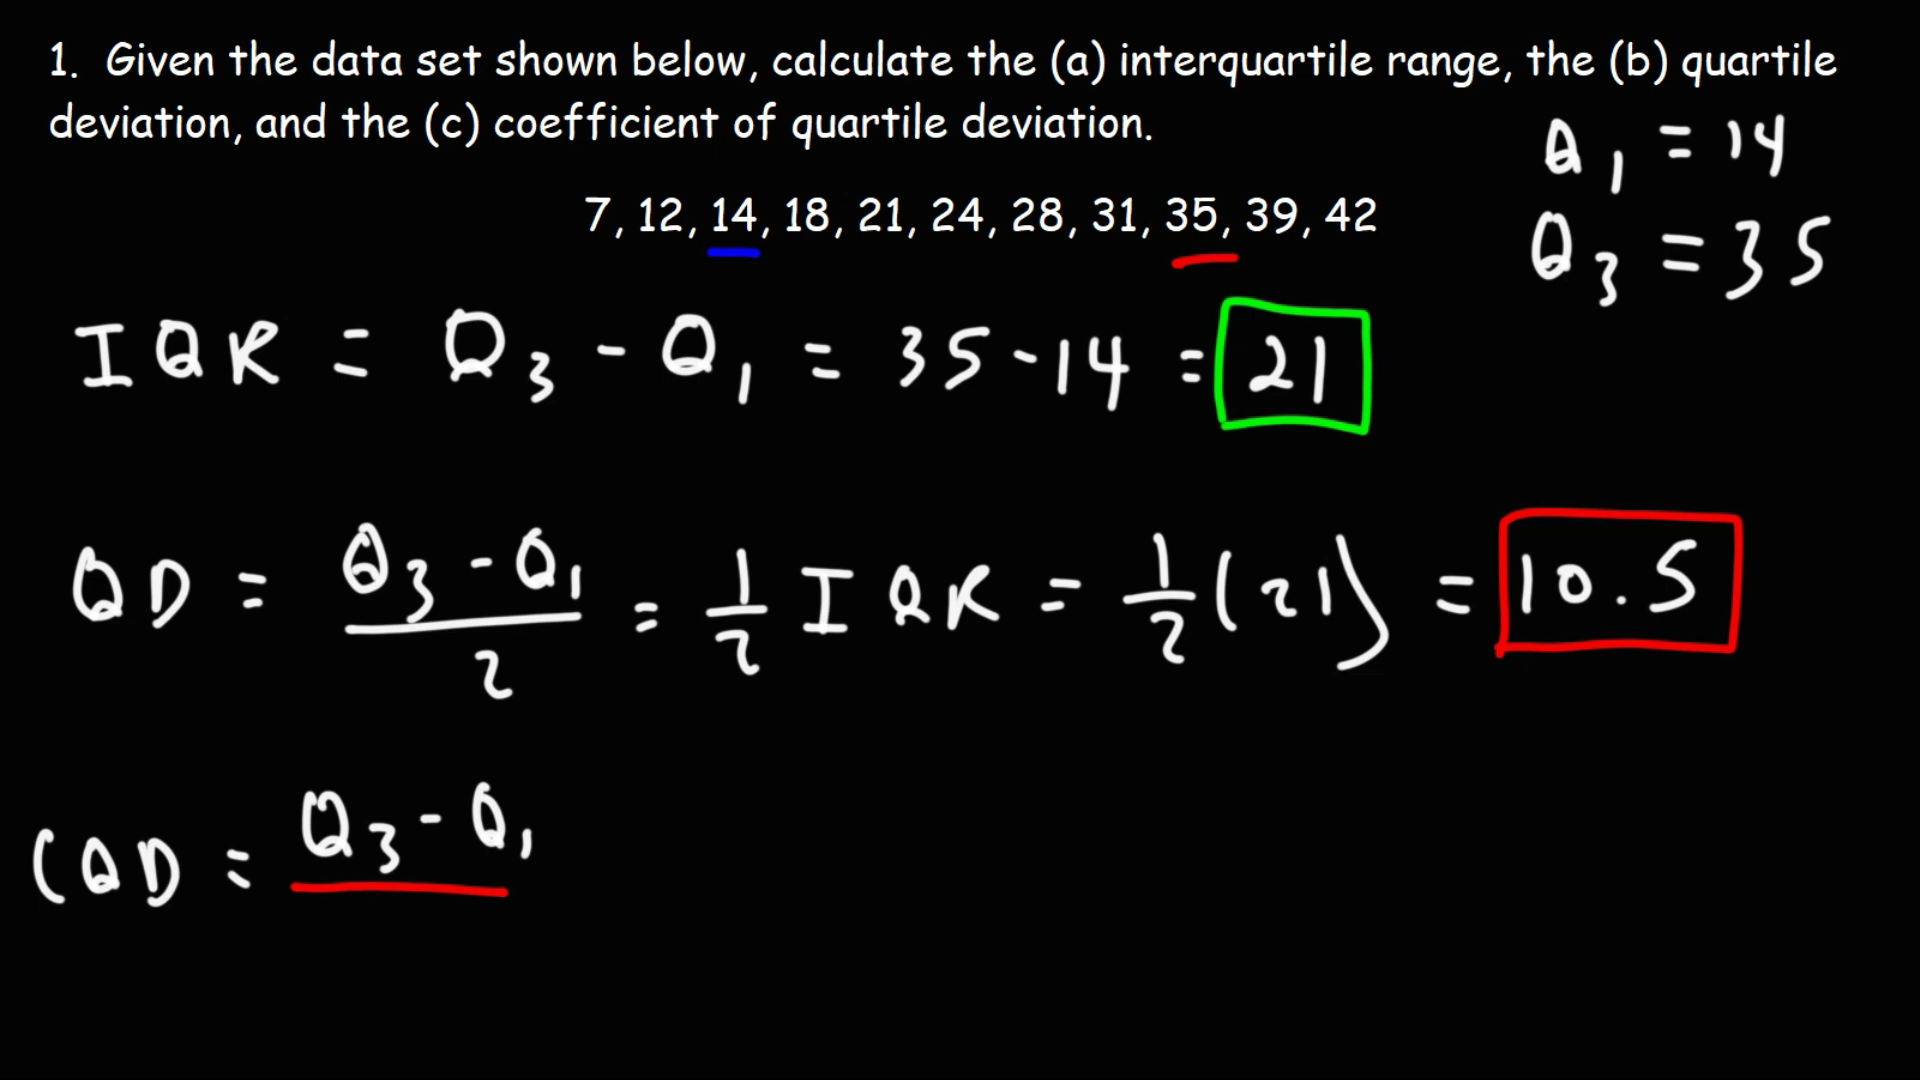 1. Given the data set shown below, calculate the (a) interquartile range, the (b) quartile
deviation, and the (c) coefficient of quartile deviation.
Q₁ = 14
7, 12, 14, 18, 21, 24, 28, 31, 35, 39, 42
Q₃ = 35
IQR = Q₃ - Q₁ = 35 - 14 = 21
QD = (Q₃ - Q₁)/2 = 1/2 IQR = 1/2 (21) = 10.5
CQD = Q₃ - Q₁